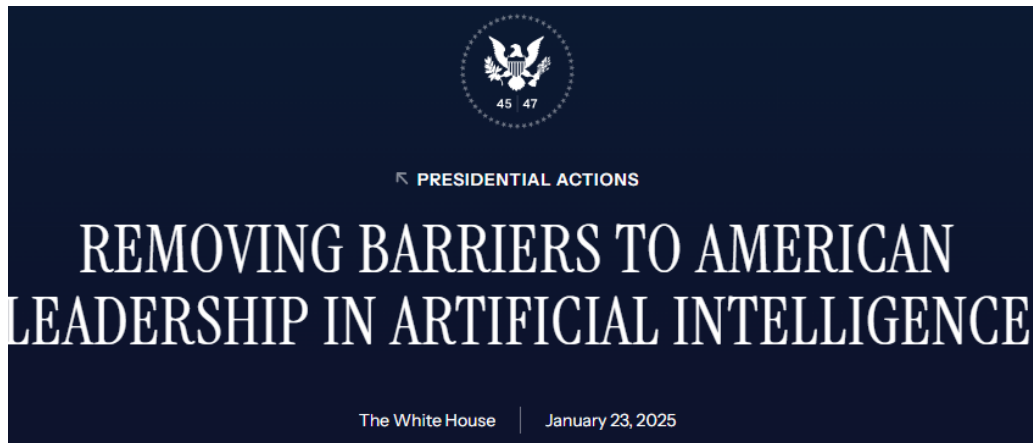 45 47
PRESIDENTIAL ACTIONS
REMOVING BARRIERS TO AMERICAN
LEADERSHIP IN ARTIFICIAL INTELLIGENCE
The White House January 23, 2025